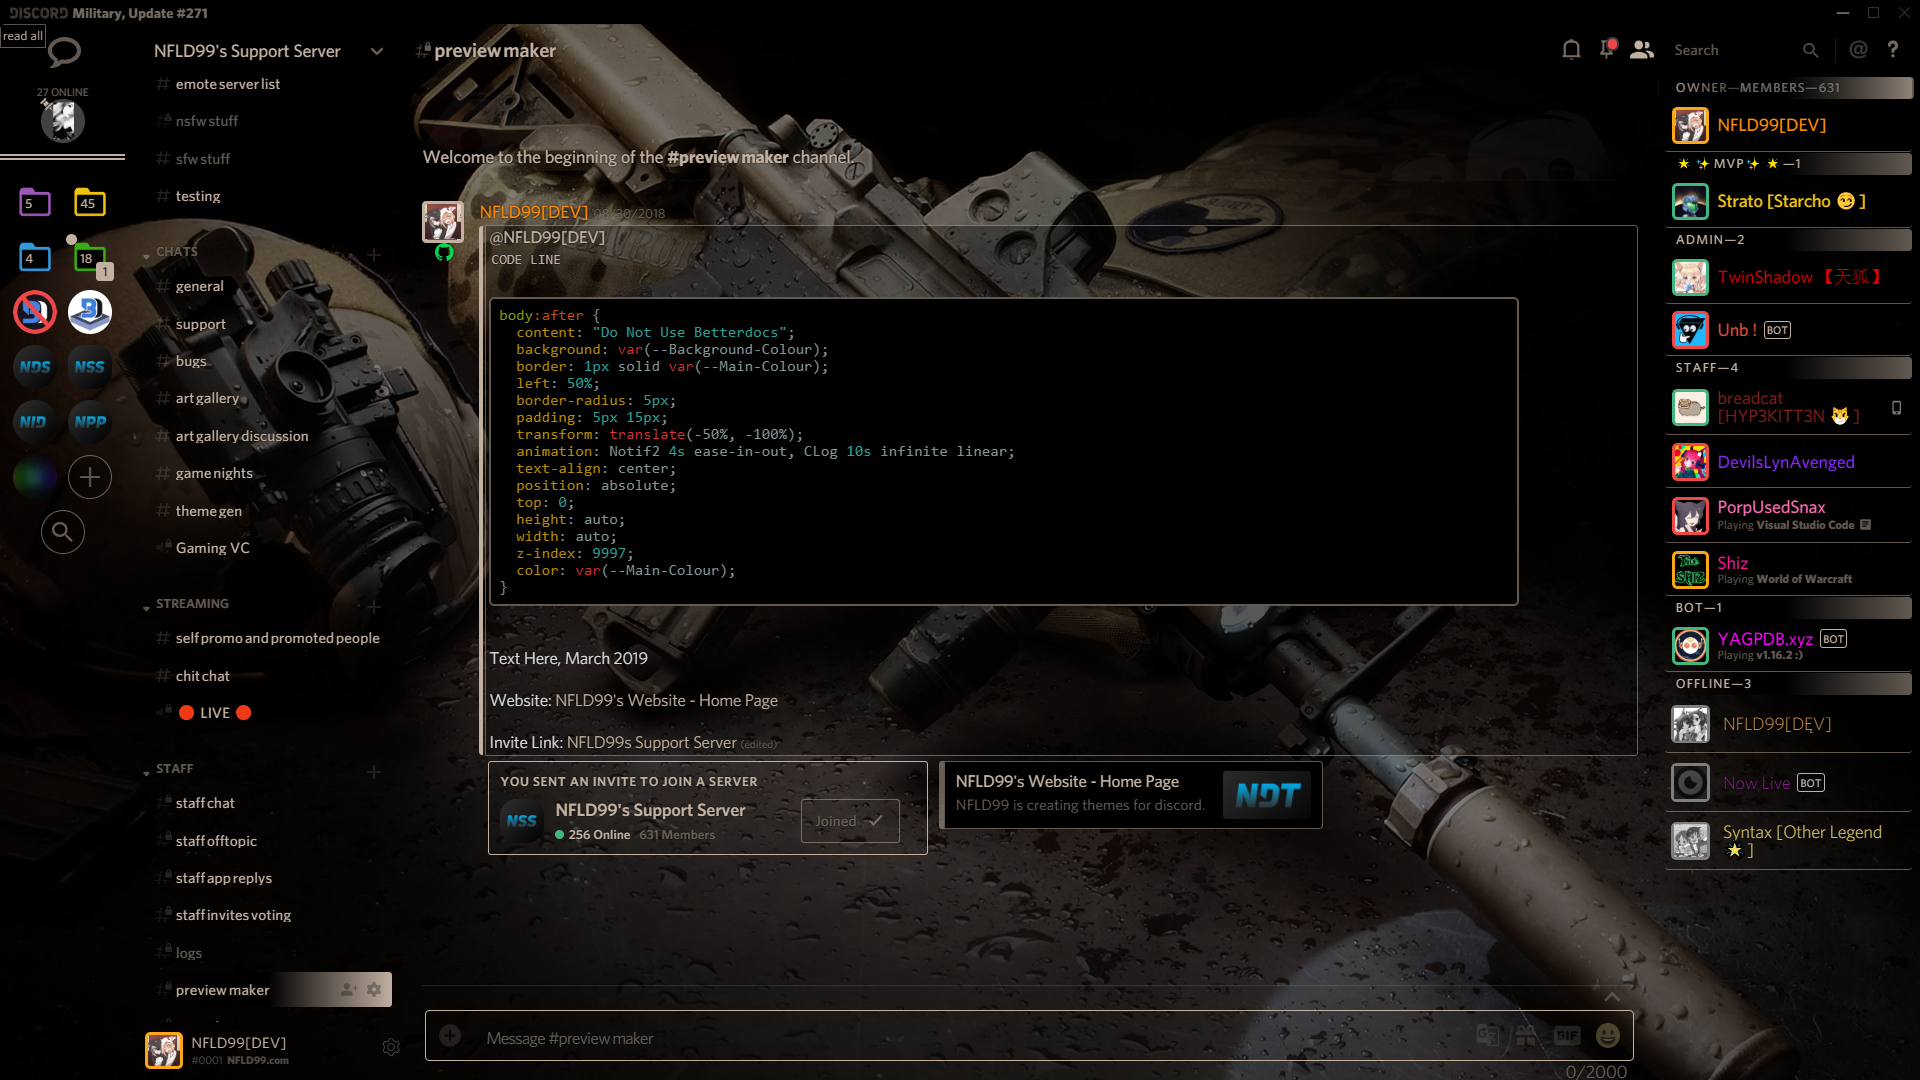 DISCORD Military, Update #271
read all
27 ONLINE
5
45
4
18
1
NDS
NSS
NID
NPP
NFLD99's Support Server
emote server list
nsfw stuff
sfw stuff
testing
CHATS
general
support
bugs
art gallery
art gallery discussion
game nights
theme gen
Gaming VC
STREAMING
self promo and promoted people
chit chat
🔴 LIVE 🔴
STAFF
staff chat
staff offtopic
staff app replys
staff invites voting
logs
preview maker
NFLD99[DEV]
#0001 NFLD99.com
preview maker
Search
Welcome to the beginning of the #preview maker channel.
NFLD99[DEV] 08/30/2018
@NFLD99[DEV]
CODE LINE
body:after {
content: "Do Not Use Betterdocs";
background: var(--Background-Colour);
border: 1px solid var(--Main-Colour);
left: 50%;
border-radius: 5px;
padding: 5px 15px;
transform: translate(-50%, -100%);
animation: Notif2 4s ease-in-out, CLog 10s infinite linear;
text-align: center;
position: absolute;
top: 0;
height: auto;
width: auto;
z-index: 9997;
color: var(--Main-Colour);
}
Text Here, March 2019
Website: NFLD99's Website - Home Page
Invite Link: NFLD99s Support Server (edited)
YOU SENT AN INVITE TO JOIN A SERVER
NSS
NFLD99's Support Server
256 Online 631 Members
Joined
NFLD99's Website - Home Page
NFLD99 is creating themes for discord.
NDT
Message #preview maker
GIF
0/2000
OWNER—MEMBERS—631
NFLD99[DEV]
🌟 ✨MVP✨ 🌟—1
Strato [Starcho 😏 ]
ADMIN—2
TwinShadow 【天狐】
Unb ! BOT
STAFF—4
breadcat
[HYP3KITT3N 😺 ]
DevilsLynAvenged
PorpUsedSnax
Playing Visual Studio Code
Shiz
Playing World of Warcraft
BOT—1
YAGPDB.xyz BOT
Playing v1.16.2 :)
OFFLINE—3
NFLD99[DEV]
Now Live BOT
Syntax [Other Legend
🌟 ]